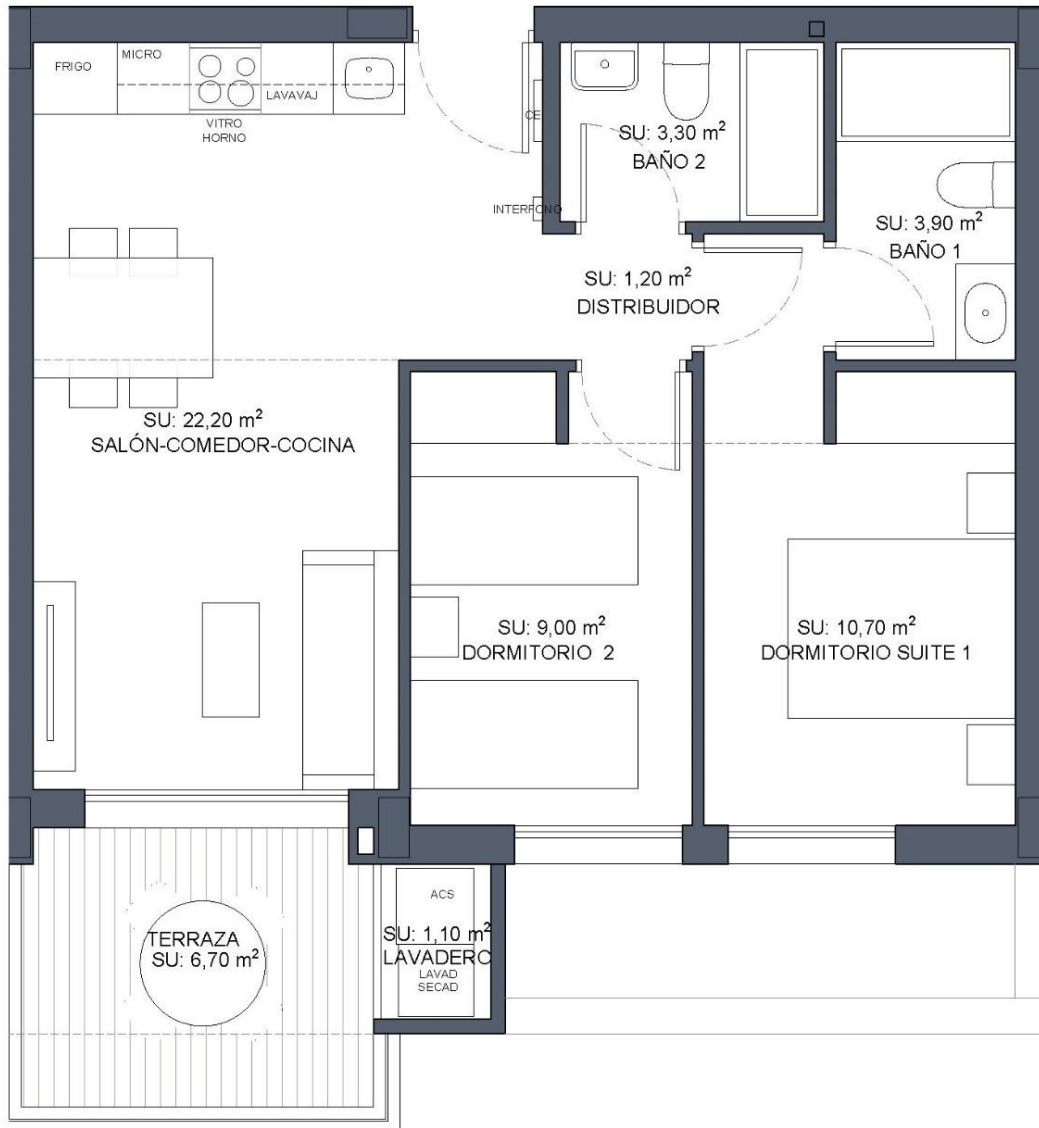 FRIGO
MICRO
LAVAVAJ
VITRO
HORNO
CE
INTERFONO
SU: 3,30 m²
BAÑO 2
SU: 3,90 m²
BAÑO 1
SU: 1,20 m²
DISTRIBUIDOR
SU: 22,20 m²
SALÓN-COMEDOR-COCINA
SU: 9,00 m²
DORMITORIO 2
SU: 10,70 m²
DORMITORIO SUITE 1
TERRAZA
SU: 6,70 m²
ACS
SU: 1,10 m²
LAVADERO
LAVAD
SECAD